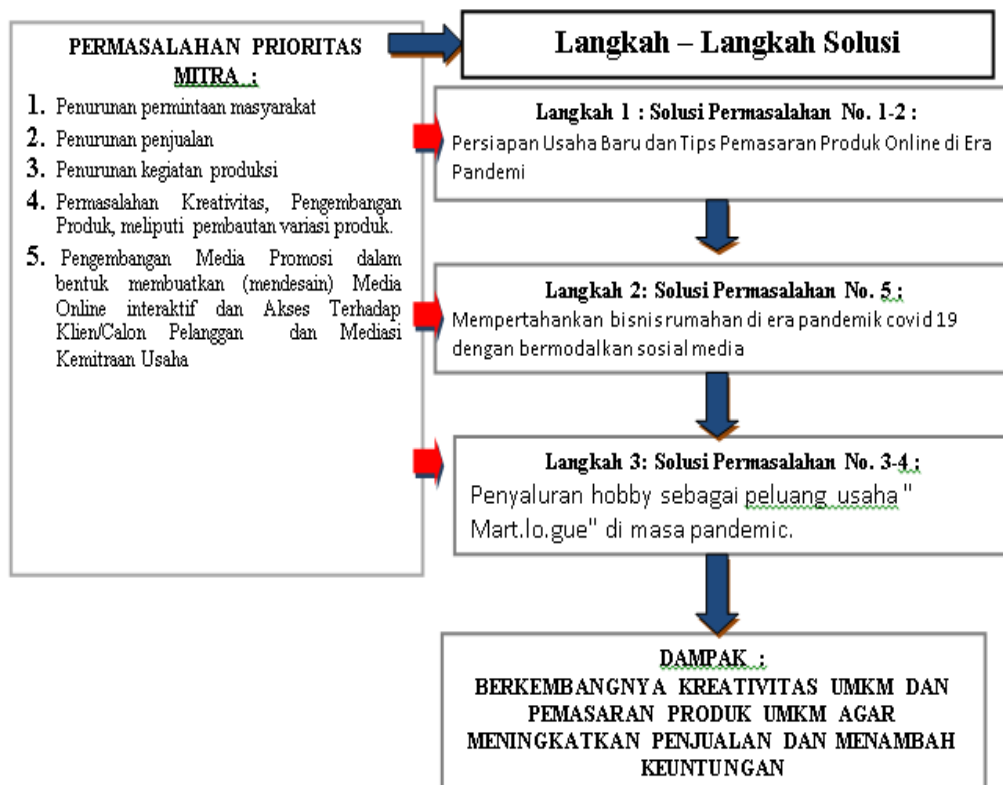 PERMASALAHAN PRIORITAS
MITRA :
1. Penurunan permintaan masyarakat
2. Penurunan penjualan
3. Penurunan kegiatan produksi
4. Permasalahan Kreativitas, Pengembangan
Produk, meliputi pembautan variasi produk.
5. Pengembangan Media Promosi dalam
bentuk membuatkan (mendesain) Media
Online interaktif dan Akses Terhadap
Klien/Calon Pelanggan dan Mediasi
Kemitraan Usaha
Langkah – Langkah Solusi
Langkah 1 : Solusi Permasalahan No. 1-2 :
Persiapan Usaha Baru dan Tips Pemasaran Produk Online di Era
Pandemi
Langkah 2: Solusi Permasalahan No. 5 :
Mempertahankan bisnis rumahan di era pandemik covid 19
dengan bermodalkan sosial media
Langkah 3: Solusi Permasalahan No. 3-4 :
Penyaluran hobby sebagai peluang usaha "
Mart.lo.gue" di masa pandemic.
DAMPAK :
BERKEMBANGNYA KREATIVITAS UMKM DAN
PEMASARAN PRODUK UMKM AGAR
MENINGKATKAN PENJUALAN DAN MENAMBAH
KEUNTUNGAN